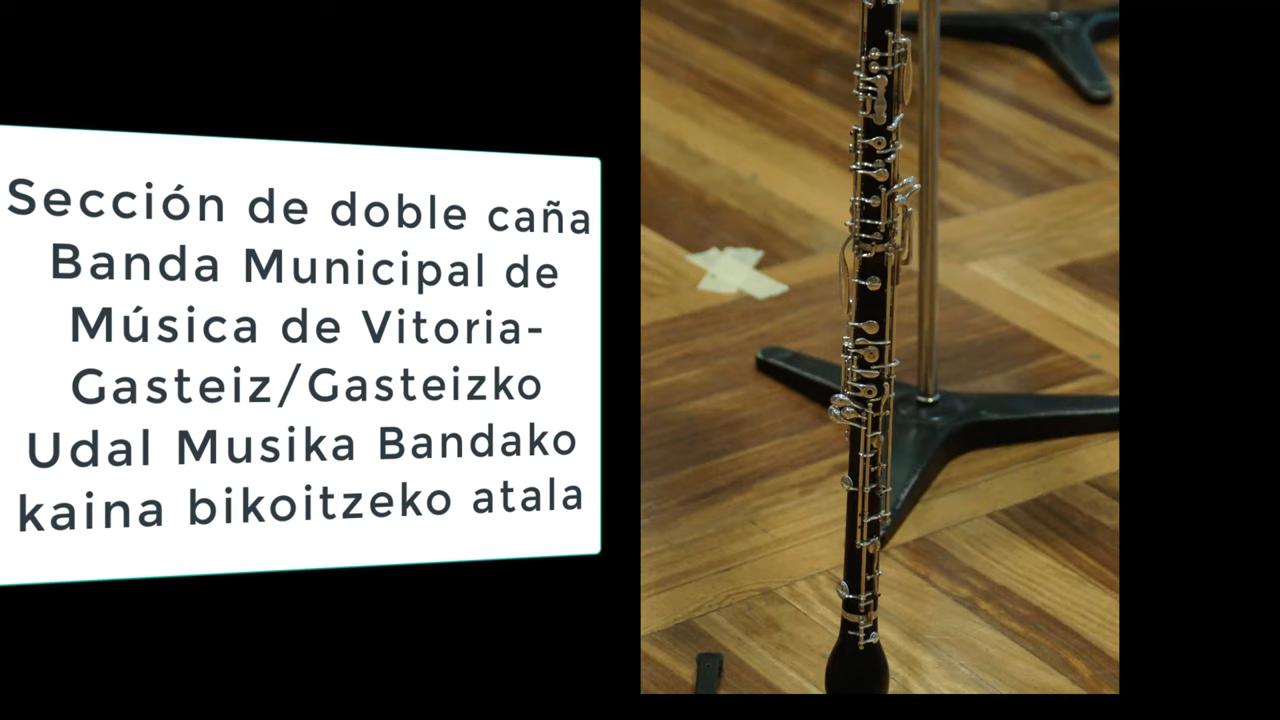 Sección de doble caña
Banda Municipal de
Música de Vitoria-
Gasteiz/Gasteizko
Udal Musika Bandako
kaina bikoitzeko atala